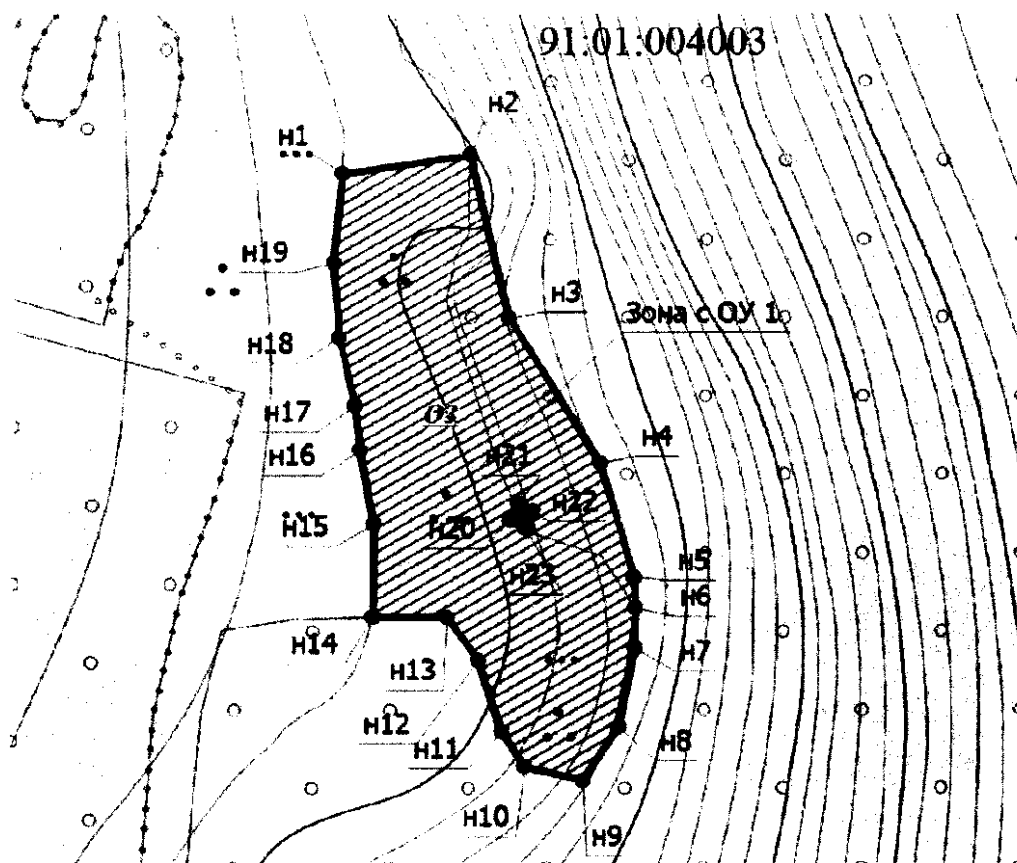 91:01:004003
н2
н1
н19
н3
Зона с ОУ 1
н18
н17
н4
н16
н21
н22
н15
н20
н23
н5
н6
н14
н13
н7
н12
н11
н8
н10
н9